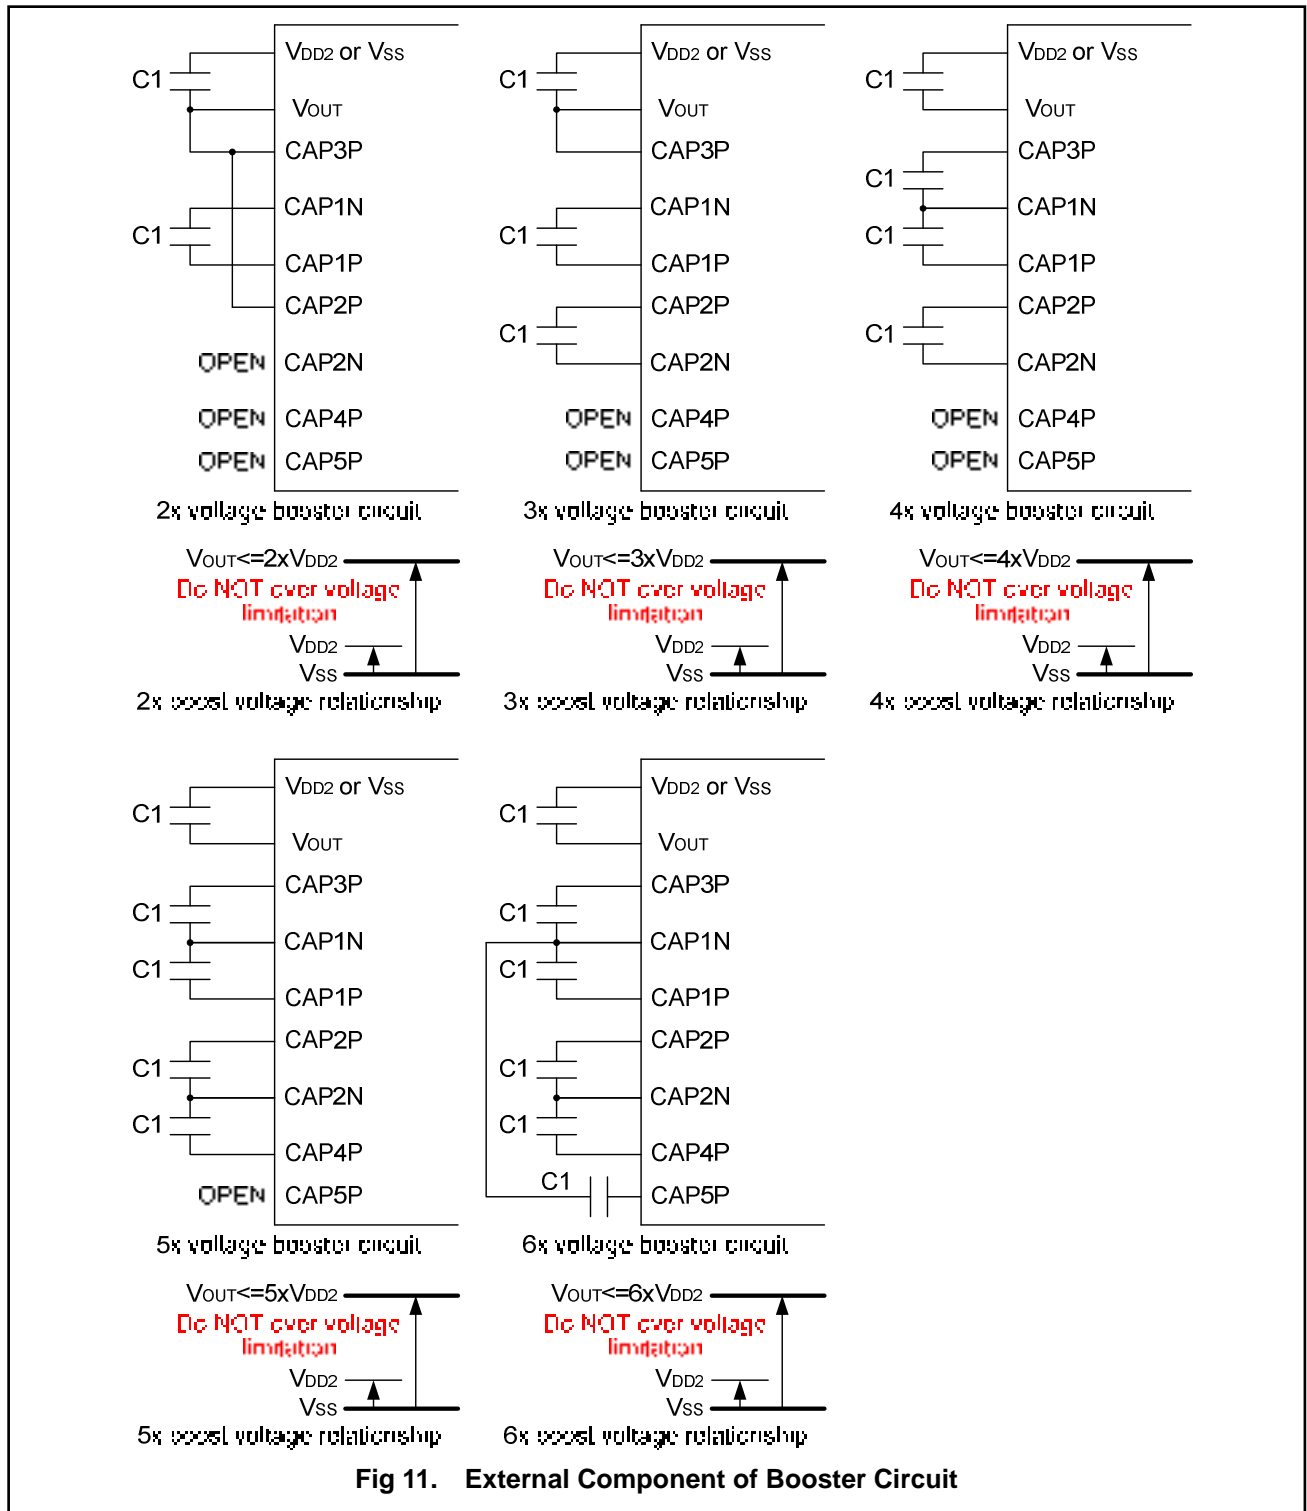 VDD2 or VSS
C1
VOUT
CAP3P
CAP1N
C1
CAP1P
CAP2P
OPEN CAP2N
OPEN CAP4P
OPEN CAP5P
2x voltage booster circuit
VOUT<=2xVDD2
Do NOT over voltage
limitation
VDD2
VSS
2x boost voltage relationship
VDD2 or VSS
C1
VOUT
CAP3P
CAP1N
C1
CAP1P
CAP2P
C1
CAP2N
OPEN CAP4P
OPEN CAP5P
3x voltage booster circuit
VOUT<=3xVDD2
Do NOT over voltage
limitation
VDD2
VSS
3x boost voltage relationship
VDD2 or VSS
C1
VOUT
CAP3P
C1
CAP1N
C1
CAP1P
CAP2P
C1
CAP2N
OPEN CAP4P
OPEN CAP5P
4x voltage booster circuit
VOUT<=4xVDD2
Do NOT over voltage
limitation
VDD2
VSS
4x boost voltage relationship
VDD2 or VSS
C1
VOUT
CAP3P
C1
CAP1N
C1
CAP1P
CAP2P
C1
CAP2N
C1
CAP4P
OPEN CAP5P
5x voltage booster circuit
VOUT<=5xVDD2
Do NOT over voltage
limitation
VDD2
VSS
5x boost voltage relationship
VDD2 or VSS
C1
VOUT
CAP3P
C1
CAP1N
C1
CAP1P
CAP2P
C1
CAP2N
C1
CAP4P
C1
CAP5P
6x voltage booster circuit
VOUT<=6xVDD2
Do NOT over voltage
limitation
VDD2
VSS
6x boost voltage relationship
Fig 11. External Component of Booster Circuit